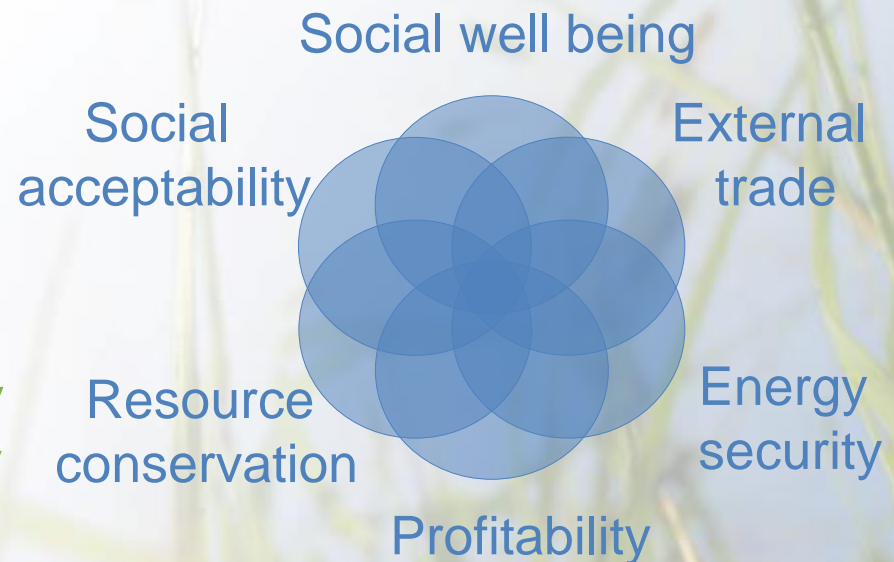 Social well being
External
trade
Energy
security
Profitability
Resource
conservation
Social
acceptability